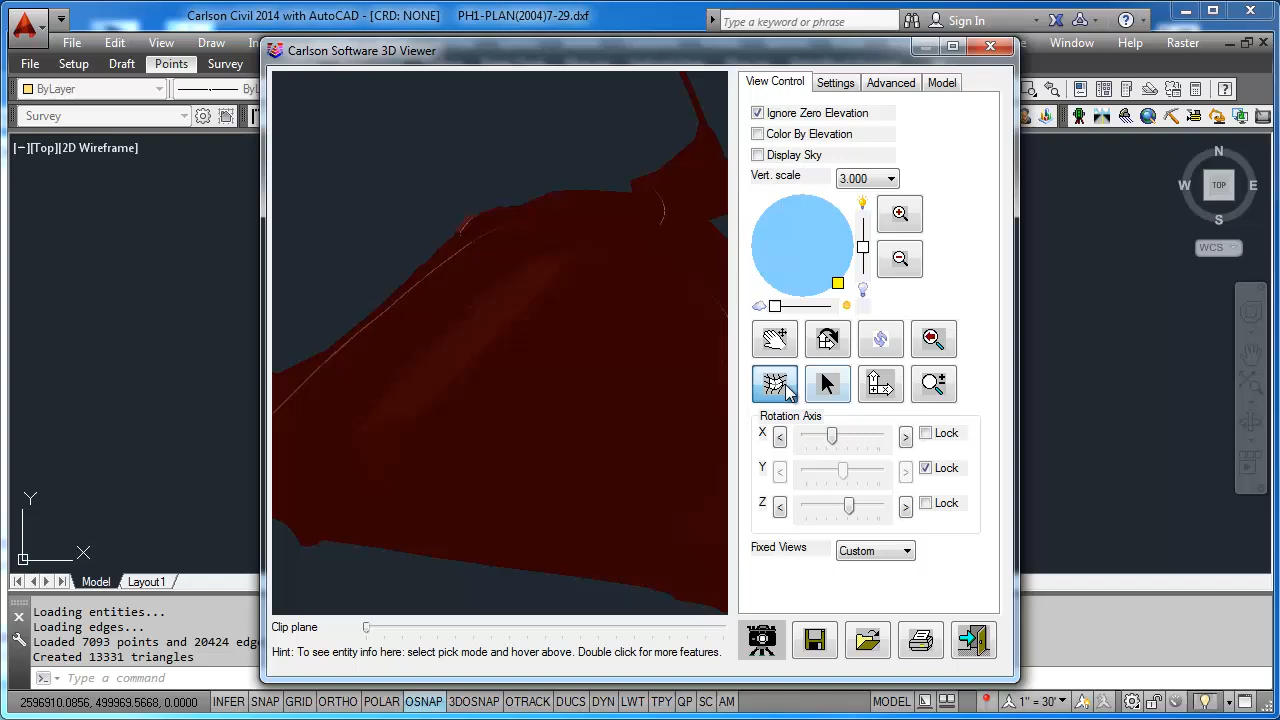 Carlson Civil 2014 with AutoCAD - [CRD: NONE] PH1-PLAN(2004)7-29.dxf
Type a keyword or phrase
Sign In
File Edit View Inquiry Draw
Window Help Raster
File Setup Draft Points Survey
ByLayer
Survey
[−][Top][2D Wireframe]
Carlson Software 3D Viewer
View Control Settings Advanced Model
Ignore Zero Elevation
Color By Elevation
Display Sky
Vert. scale 3.000
Rotation Axis
X < > Lock
Y < > Lock
Z < > Lock
Fixed Views Custom
Clip plane
Hint: To see entity info here: select pick mode and hover above. Double click for more features.
N
W TOP E
S
WCS
Y
X
Model Layout1
Loading entities...
Loading edges...
Loaded 7093 points and 20424 edg
Created 13331 triangles
Type a command
2596910.0856, 499969.5668, 0.0000 INFER SNAP GRID ORTHO POLAR OSNAP 3DOSNAP OTRACK DUCS DYN LWT TPY QP SC AM MODEL 1" = 30'